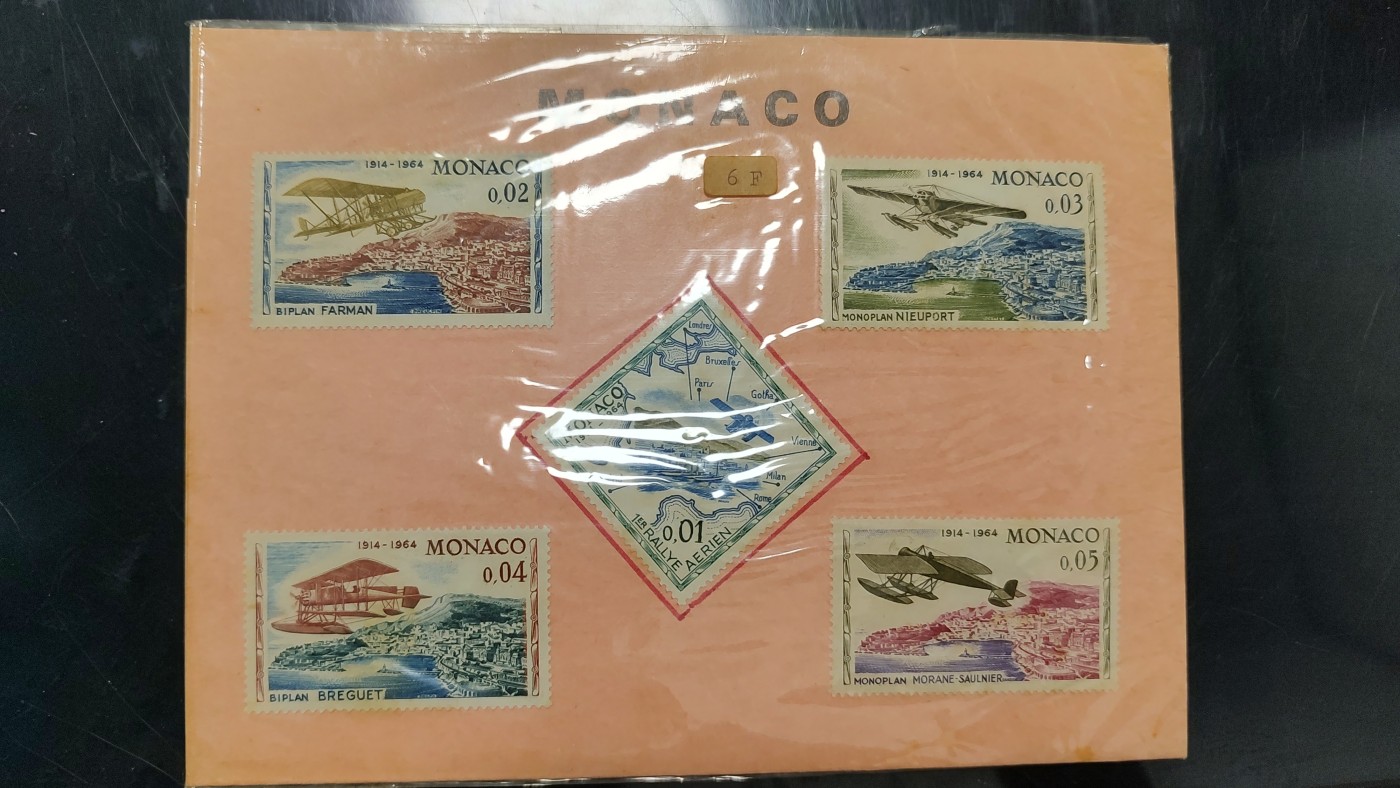 MONACO
6 F
1914-1964 MONACO
0,02
BIPLAN FARMAN
1914-1964 MONACO
0,03
MONOPLAN NIEUPORT
Londres
Bruxelles
Paris
Gotha
MONACO
Vienne
Milan
Rome
0,01
1ER RALLYE AERIEN
1914-1964 MONACO
0,04
BIPLAN BREGUET
1914-1964 MONACO
0,05
MONOPLAN MORANE-SAULNIER